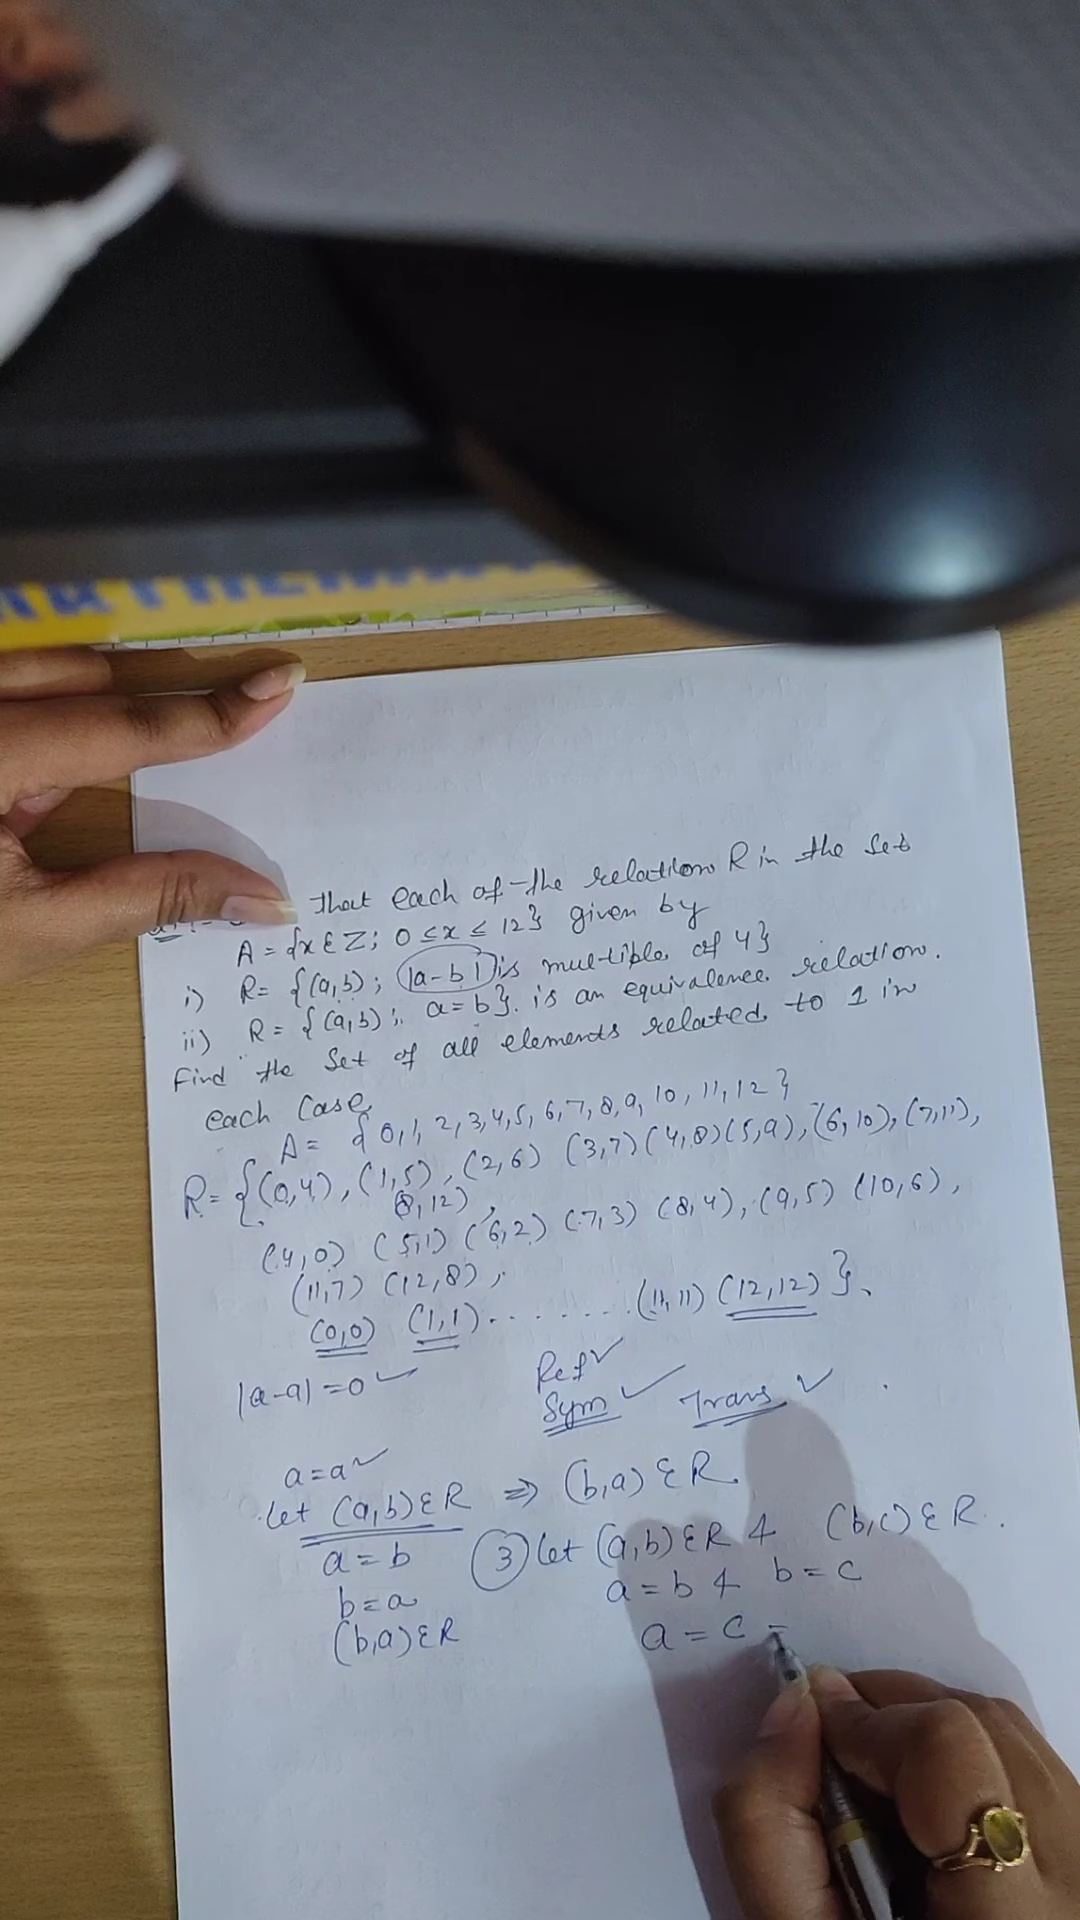 MATHEMA
that each of the relation R in the set
A = {x ε Z; 0 ≤ x ≤ 12} given by
i) R = {(a,b); |a-b| is multible of 4}
ii) R = {(a,b); a = b}. is an equivalence relation.
Find the set of all elements related to 1 in
each case
A = {0, 1, 2, 3, 4, 5, 6, 7, 8, 9, 10, 11, 12}
R = {(0,4), (1,5), (2,6) (3,7) (4,8) (5,9), (6,10), (7,11),
(8,12),
(4,0) (5,1) (6,2) (7,3) (8,4), (9,5) (10,6),
(11,7) (12,8),
(0,0) (1,1) . . . . . . . . (11,11) (12,12)}.
|a-a| = 0 ✓
Ref ✓
Sym ✓ Trans ✓
a = a ✓
let (a,b) ε R ⇒ (b,a) ε R.
a = b
b = a
(b,a) ε R
③ let (a,b) ε R & (b,c) ε R.
a = b & b = c
a = c =